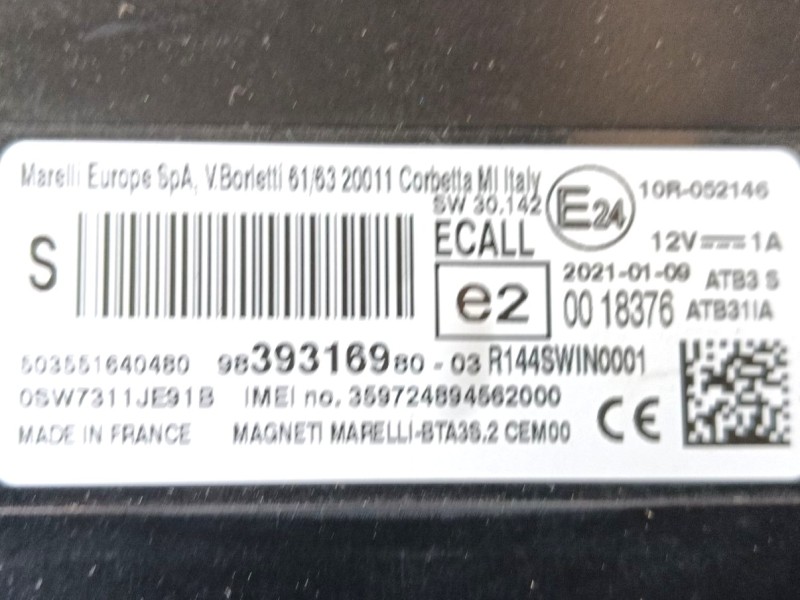 Marelli Europe SpA, V.Borletti 61/63 20011 Corbetta MI Italy
SW 30.142
E24
10R-052146
12V 1A
S
ECALL
e2
2021-01-09 ATB3 S
00 18376 ATB31IA
503551640480 9839316980-03 R144SWIN0001
0SW7311JE91B IMEI no. 359724894562000
CE
MADE IN FRANCE MAGNETI MARELLI-BTA3S.2 CEM00